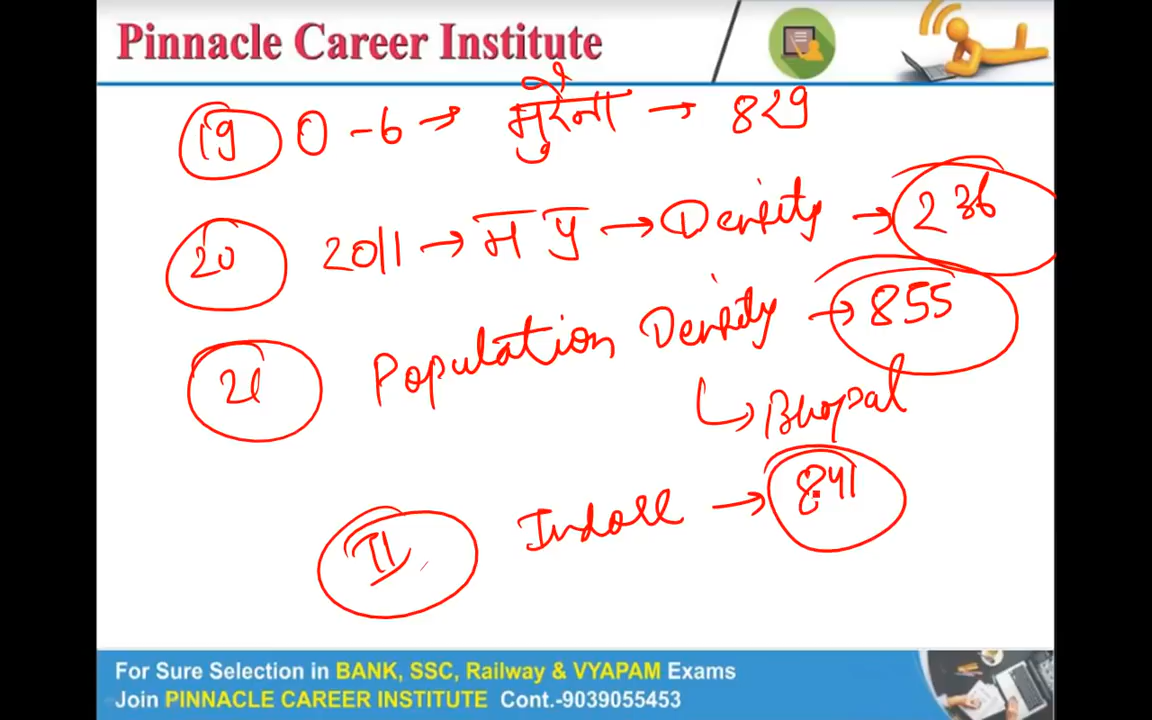 Pinnacle Career Institute
19 0-6 → मुरैना → 829
20 2011 → म प्र → Density → 236
21 Population Density → 855
↳ Bhopal
II Indore → 841
For Sure Selection in BANK, SSC, Railway & VYAPAM Exams
Join PINNACLE CAREER INSTITUTE Cont.-9039055453